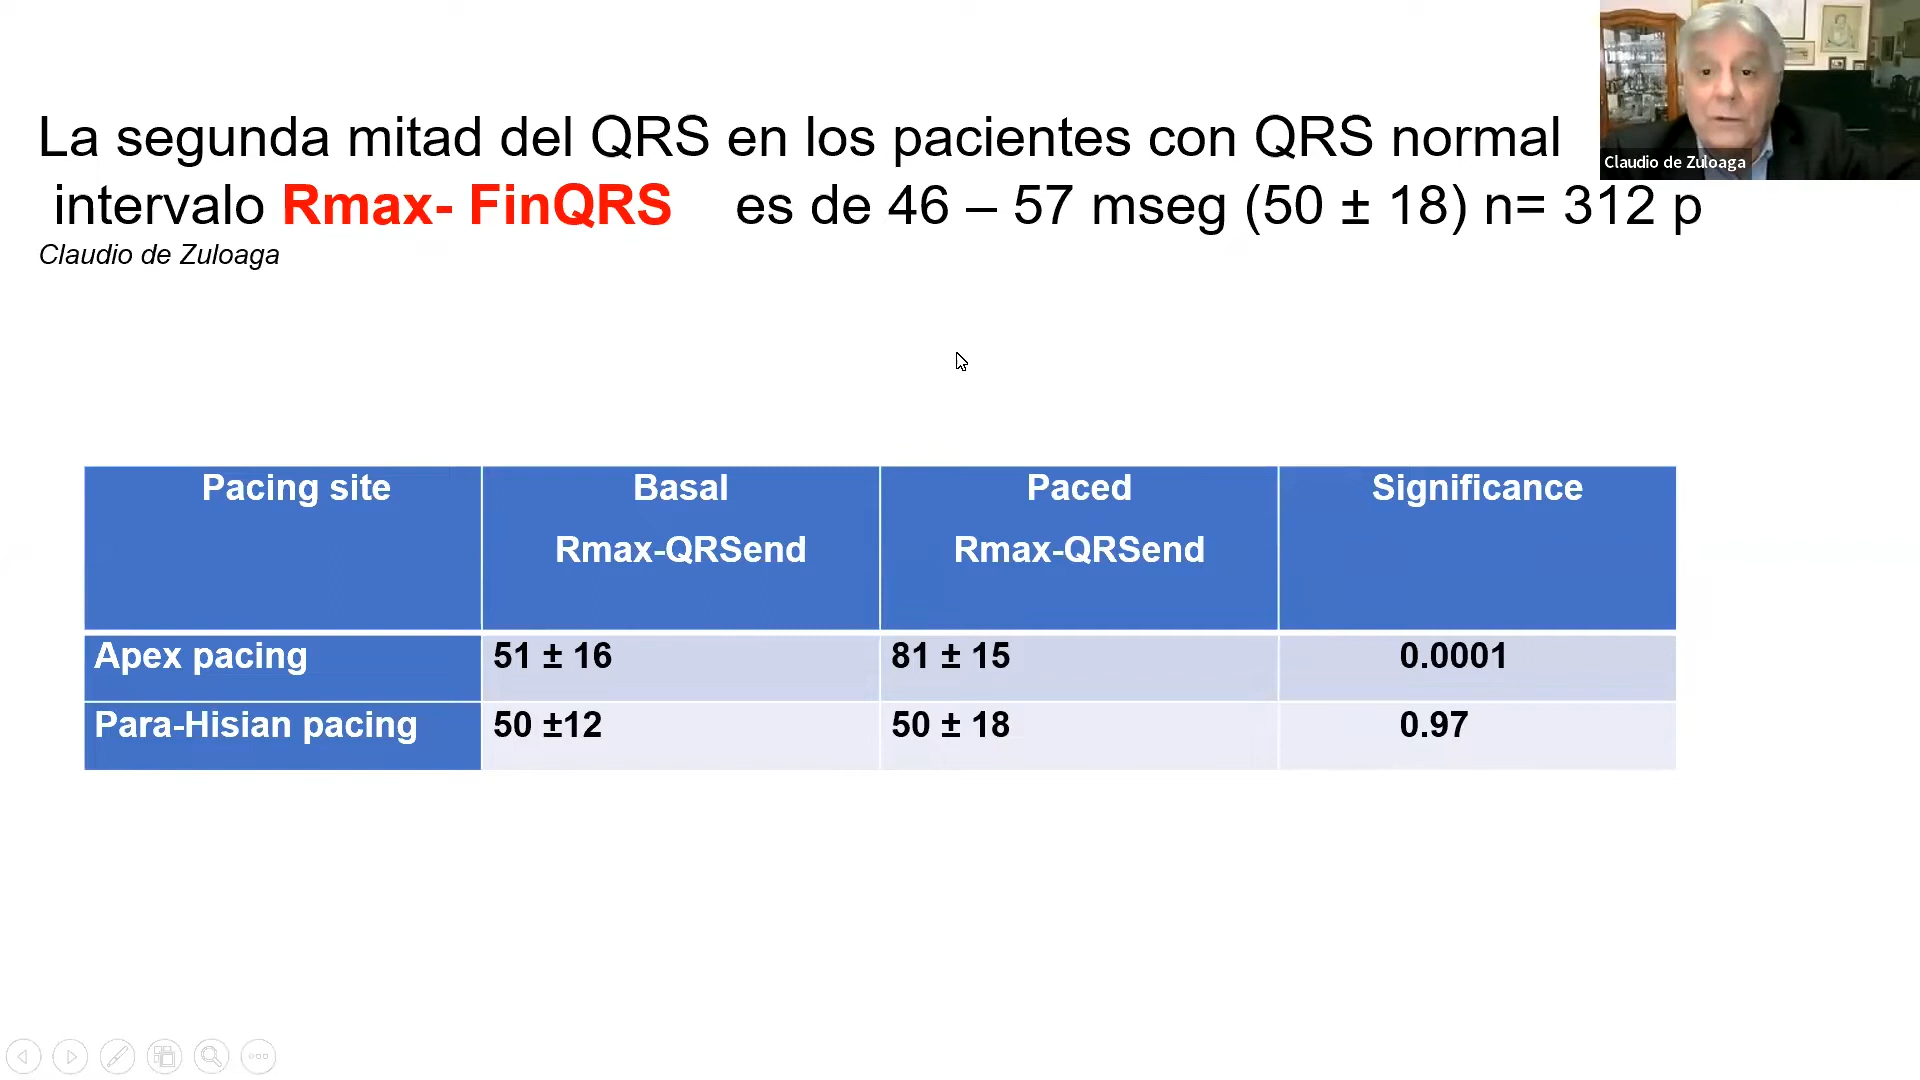 La segunda mitad del QRS en los pacientes con QRS normal
intervalo Rmax- FinQRS es de 46 – 57 mseg (50 ± 18) n= 312 p
Claudio de Zuloaga
Claudio de Zuloaga
Pacing site Basal Rmax-QRSend Paced Rmax-QRSend Significance
Apex pacing 51 ± 16 81 ± 15 0.0001
Para-Hisian pacing 50 ±12 50 ± 18 0.97